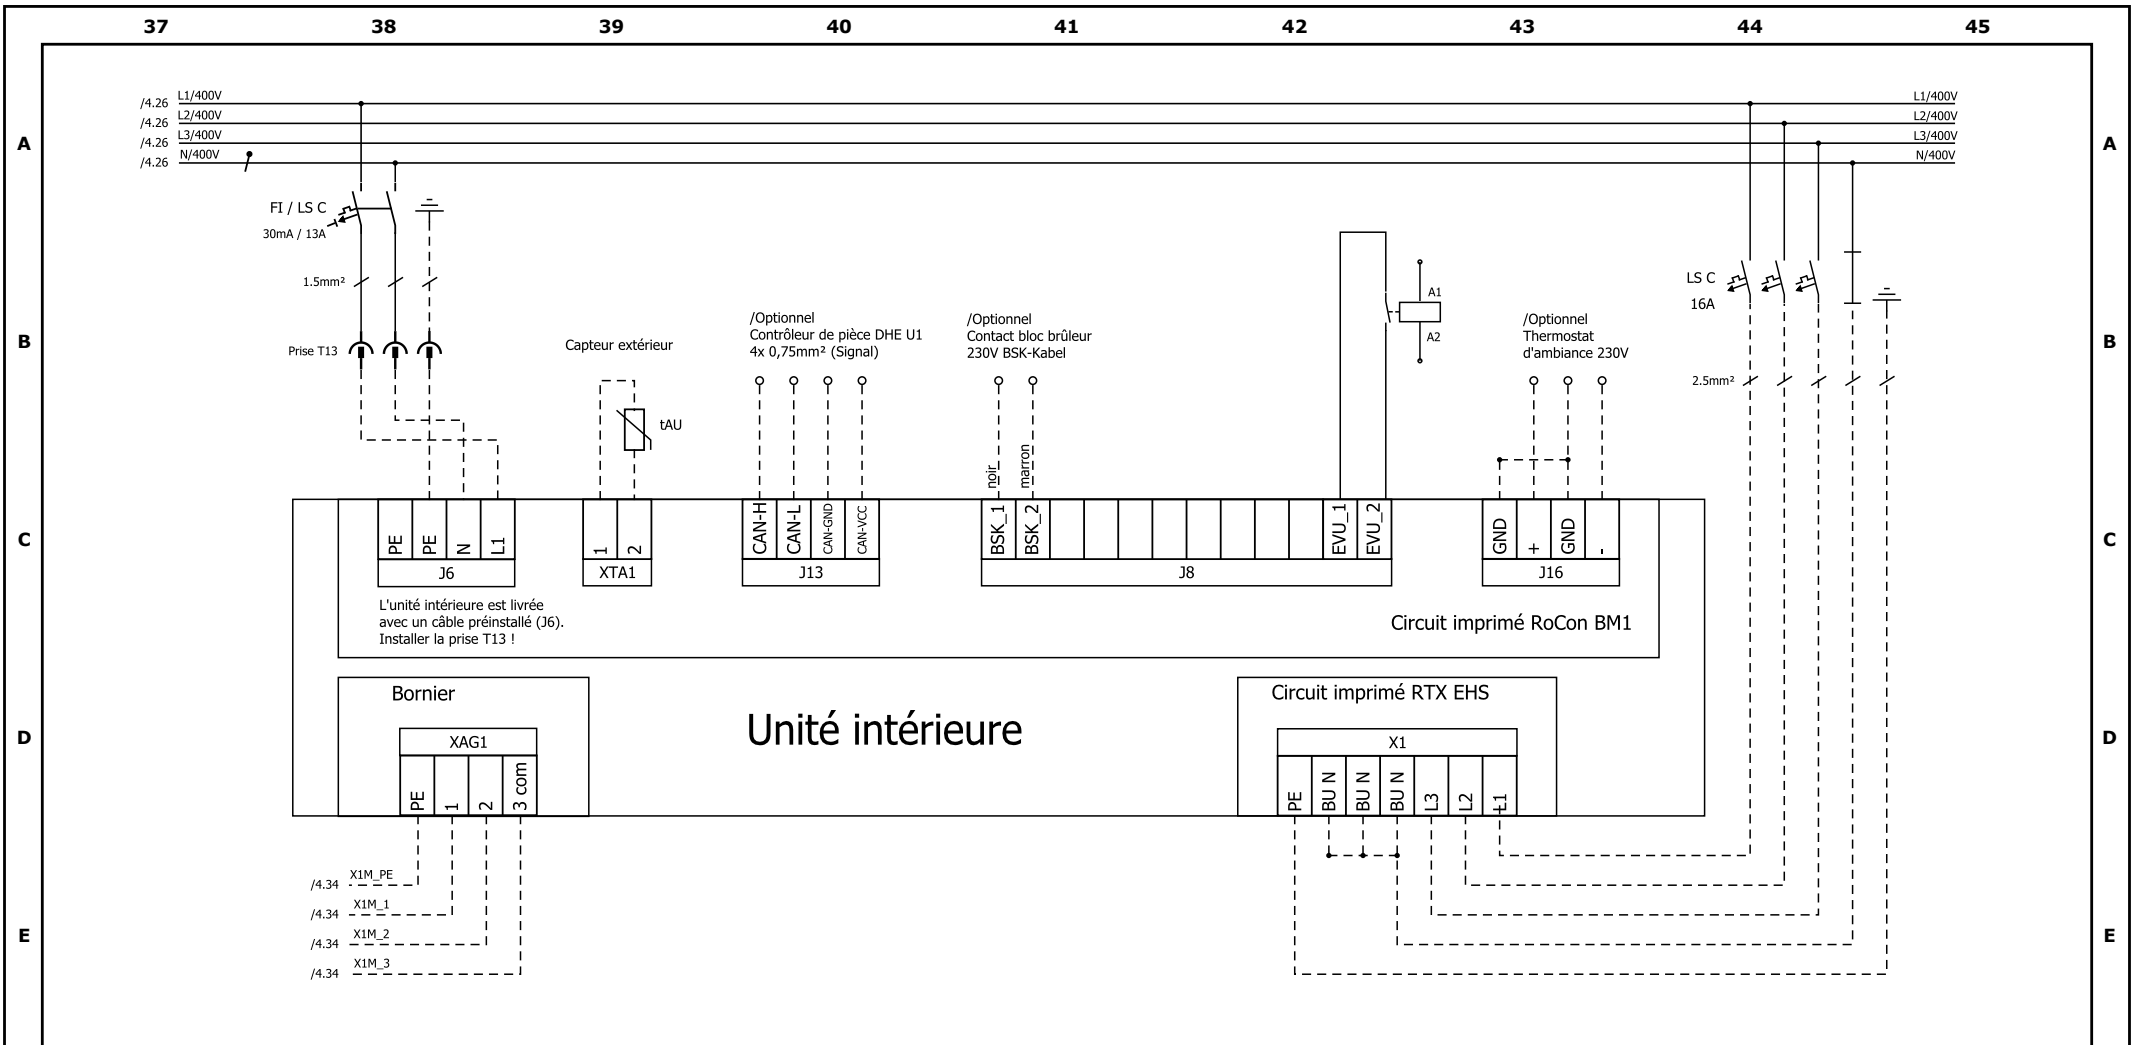 37 38 39 40 41 42 43 44 45
/4.26 L1/400V L1/400V
/4.26 L2/400V L2/400V
A /4.26 L3/400V L3/400V A
/4.26 N/400V N/400V
FI / LS C
30mA / 13A
1.5mm²
B Prise T13 B
Capteur extérieur
tAU
/Optionnel
Contrôleur de pièce DHE U1
4x 0,75mm² (Signal)
/Optionnel
Contact bloc brûleur
230V BSK-Kabel
noir marron
A1
A2
/Optionnel
Thermostat
d'ambiance 230V
LS C
16A
2.5mm²
C PE PE N L1 1 2 CAN-H CAN-L CAN-GND CAN-VCC BSK_1 BSK_2 EVU_1 EVU_2 GND + GND - C
J6 XTA1 J13 J8 J16
L'unité intérieure est livrée
avec un câble préinstallé (J6).
Installer la prise T13 !
Circuit imprimé RoCon BM1
Bornier
Unité intérieure
Circuit imprimé RTX EHS
D XAG1 X1 D
PE 1 2 3 com PE BU N BU N BU N L3 L2 L1
/4.34 X1M_PE
/4.34 X1M_1
E /4.34 X1M_2 E
/4.34 X1M_3